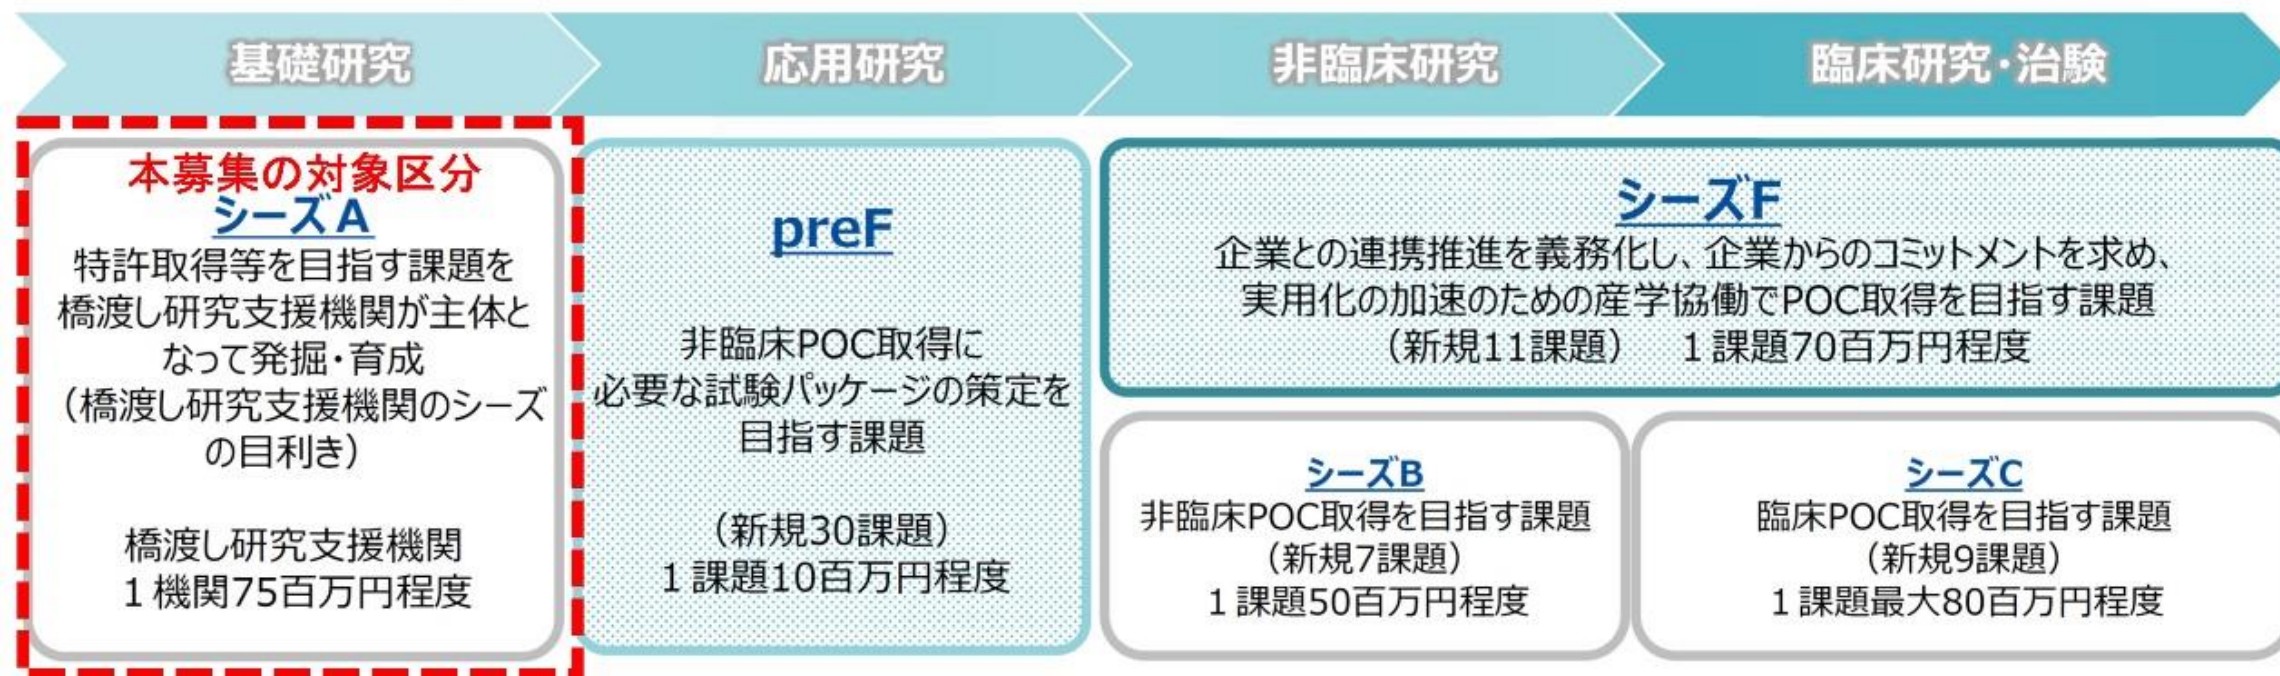 基礎研究
応用研究
非臨床研究
臨床研究・治験
本募集の対象区分
シーズA
特許取得等を目指す課題を
橋渡し研究支援機関が主体と
なって発掘・育成
（橋渡し研究支援機関のシーズ
の目利き）
橋渡し研究支援機関
１機関75百万円程度
preF
非臨床POC取得に
必要な試験パッケージの策定を
目指す課題
（新規30課題）
１課題10百万円程度
シーズF
企業との連携推進を義務化し、企業からのコミットメントを求め、
実用化の加速のための産学協働でPOC取得を目指す課題
（新規11課題）　１課題70百万円程度
シーズB
非臨床POC取得を目指す課題
（新規7課題）
１課題50百万円程度
シーズC
臨床POC取得を目指す課題
（新規9課題）
１課題最大80百万円程度